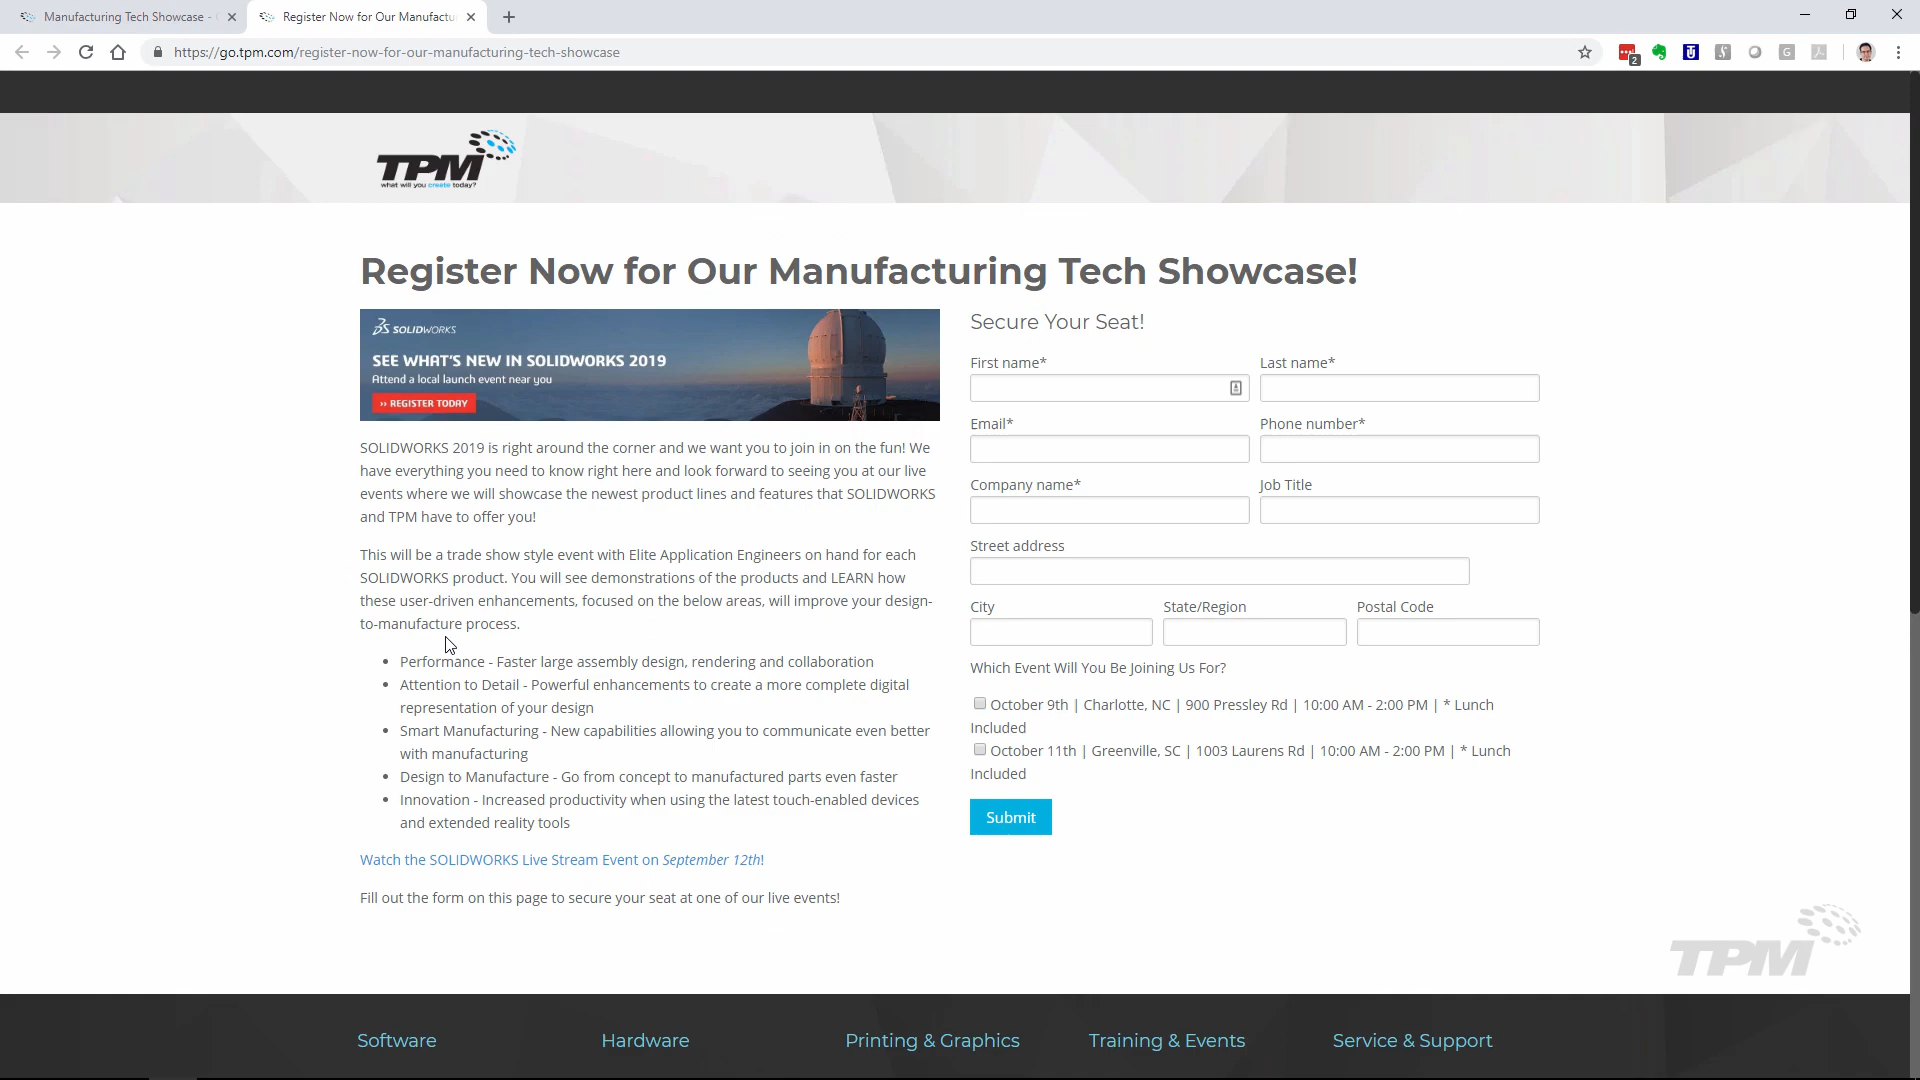 Manufacturing Tech Showcase -
Register Now for Our Manufactu
https://go.tpm.com/register-now-for-our-manufacturing-tech-showcase
2
G
TPM
what will you create today?
Register Now for Our Manufacturing Tech Showcase!
SOLIDWORKS
SEE WHAT'S NEW IN SOLIDWORKS 2019
Attend a local launch event near you
›› REGISTER TODAY
SOLIDWORKS 2019 is right around the corner and we want you to join in on the fun! We
have everything you need to know right here and look forward to seeing you at our live
events where we will showcase the newest product lines and features that SOLIDWORKS
and TPM have to offer you!
This will be a trade show style event with Elite Application Engineers on hand for each
SOLIDWORKS product. You will see demonstrations of the products and LEARN how
these user-driven enhancements, focused on the below areas, will improve your design-
to-manufacture process.
• Performance - Faster large assembly design, rendering and collaboration
• Attention to Detail - Powerful enhancements to create a more complete digital
representation of your design
• Smart Manufacturing - New capabilities allowing you to communicate even better
with manufacturing
• Design to Manufacture - Go from concept to manufactured parts even faster
• Innovation - Increased productivity when using the latest touch-enabled devices
and extended reality tools
Watch the SOLIDWORKS Live Stream Event on September 12th!
Fill out the form on this page to secure your seat at one of our live events!
Secure Your Seat!
First name*
Last name*
Email*
Phone number*
Company name*
Job Title
Street address
City
State/Region
Postal Code
Which Event Will You Be Joining Us For?
October 9th | Charlotte, NC | 900 Pressley Rd | 10:00 AM - 2:00 PM | * Lunch
Included
October 11th | Greenville, SC | 1003 Laurens Rd | 10:00 AM - 2:00 PM | * Lunch
Included
Submit
TPM
Software
Hardware
Printing & Graphics
Training & Events
Service & Support